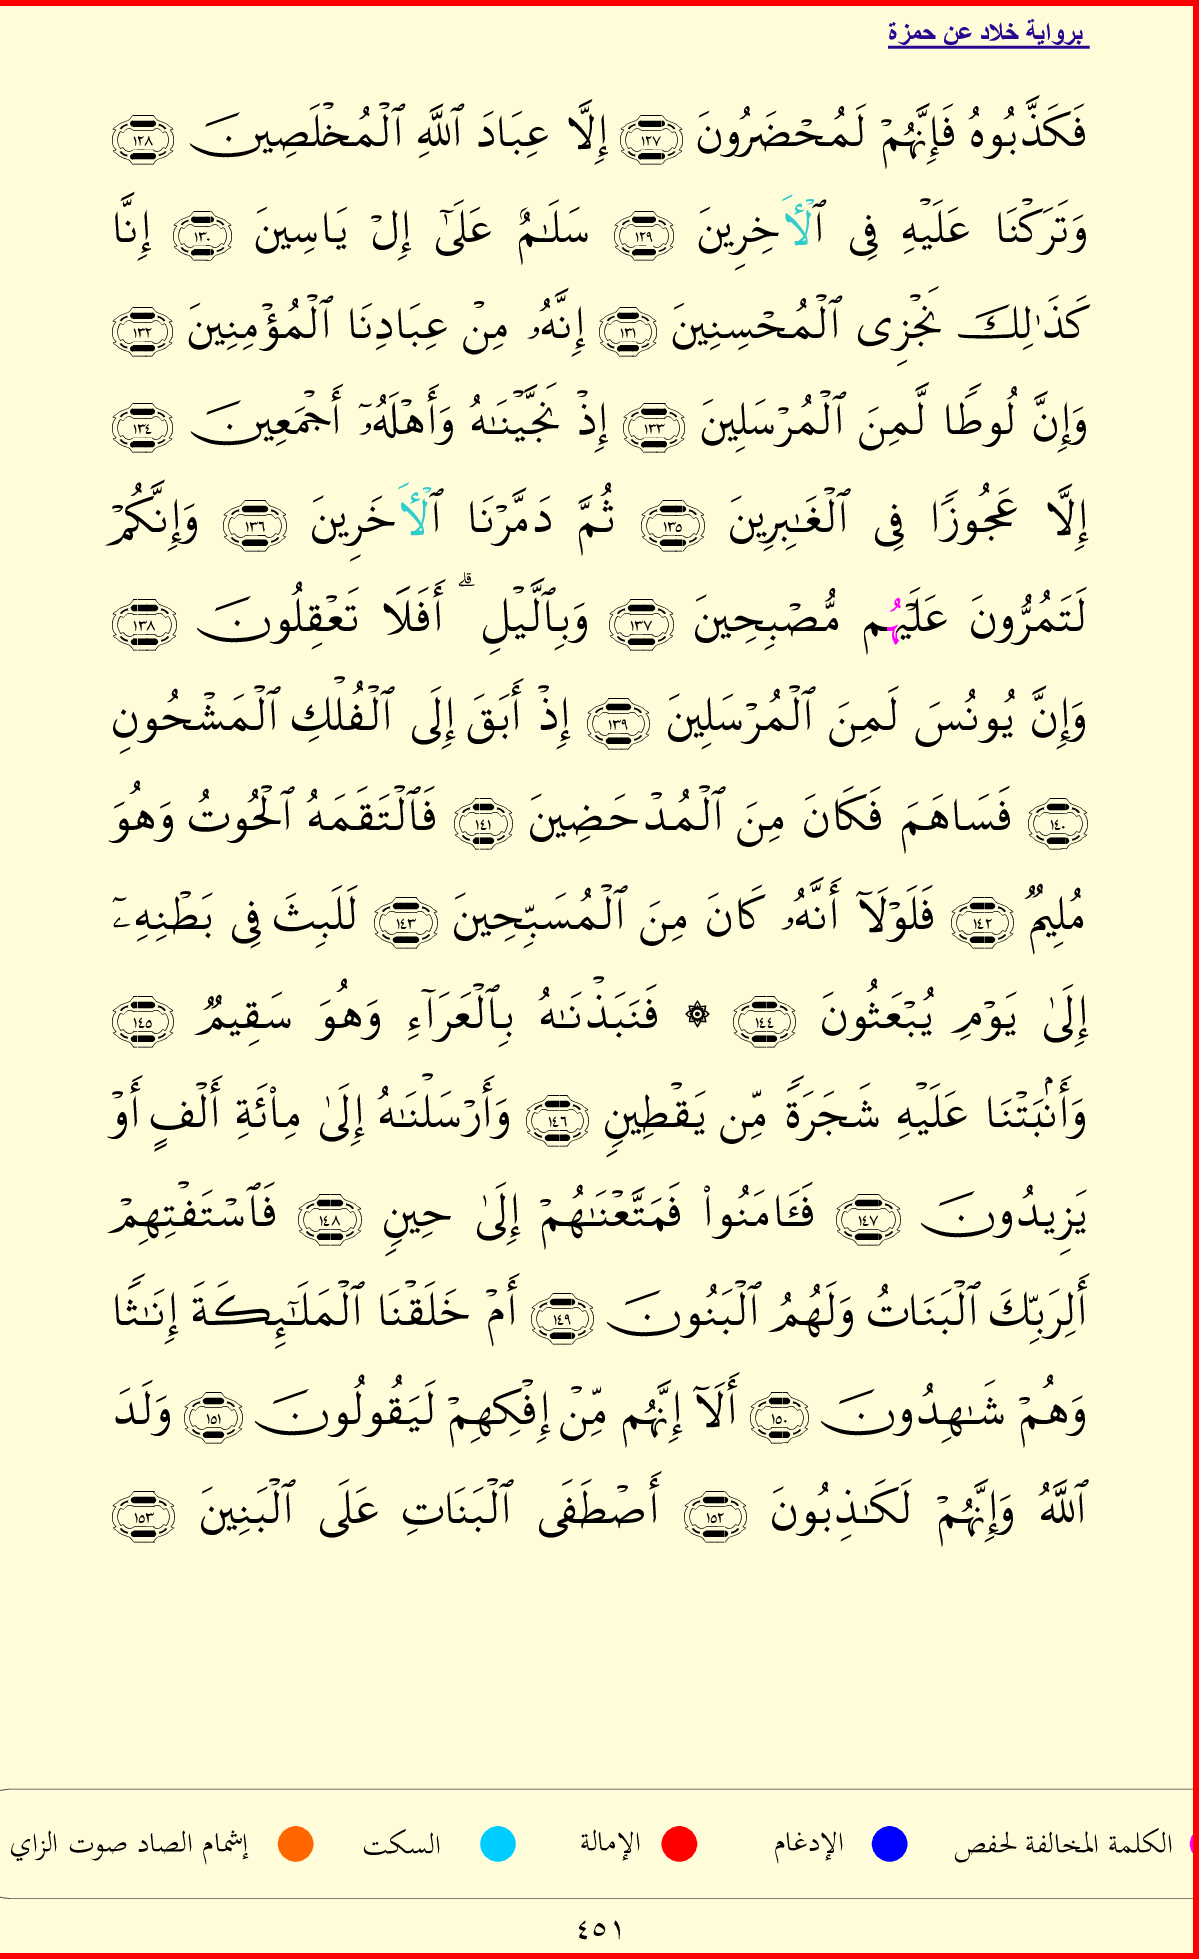 برواية خلاد عن حمزة
فَكَذَّبُوهُ فَإِنَّهُمْ لَمُحْضَرُونَ ١٢٧ إِلَّا عِبَادَ ٱللَّهِ ٱلْمُخْلَصِينَ ١٢٨
وَتَرَكْنَا عَلَيْهِ فِى ٱلْأَخِرِينَ ١٢٩ سَلَٰمٌ عَلَىٰٓ إِلْ يَاسِينَ ١٣٠ إِنَّا
كَذَٰلِكَ نَجْزِى ٱلْمُحْسِنِينَ ١٣١ إِنَّهُۥ مِنْ عِبَادِنَا ٱلْمُؤْمِنِينَ ١٣٢
وَإِنَّ لُوطًا لَّمِنَ ٱلْمُرْسَلِينَ ١٣٣ إِذْ نَجَّيْنَٰهُ وَأَهْلَهُۥٓ أَجْمَعِينَ ١٣٤
إِلَّا عَجُوزًا فِى ٱلْغَٰبِرِينَ ١٣٥ ثُمَّ دَمَّرْنَا ٱلْأَخَرِينَ ١٣٦ وَإِنَّكُمْ
لَتَمُرُّونَ عَلَيْهُم مُّصْبِحِينَ ١٣٧ وَبِٱلَّيْلِ ۗ أَفَلَا تَعْقِلُونَ ١٣٨
وَإِنَّ يُونُسَ لَمِنَ ٱلْمُرْسَلِينَ ١٣٩ إِذْ أَبَقَ إِلَى ٱلْفُلْكِ ٱلْمَشْحُونِ
١٤٠ فَسَاهَمَ فَكَانَ مِنَ ٱلْمُدْحَضِينَ ١٤١ فَٱلْتَقَمَهُ ٱلْحُوتُ وَهُوَ
مُلِيمٌ ١٤٢ فَلَوْلَآ أَنَّهُۥ كَانَ مِنَ ٱلْمُسَبِّحِينَ ١٤٣ لَلَبِثَ فِى بَطْنِهِۦٓ
إِلَىٰ يَوْمِ يُبْعَثُونَ ١٤٤ ۞ فَنَبَذْنَٰهُ بِٱلْعَرَآءِ وَهُوَ سَقِيمٌ ١٤٥
وَأَنۢبَتْنَا عَلَيْهِ شَجَرَةً مِّن يَقْطِينٍ ١٤٦ وَأَرْسَلْنَٰهُ إِلَىٰ مِا۟ئَةِ أَلْفٍ أَوْ
يَزِيدُونَ ١٤٧ فَـَٔامَنُوا۟ فَمَتَّعْنَٰهُمْ إِلَىٰ حِينٍ ١٤٨ فَٱسْتَفْتِهِمْ
أَلِرَبِّكَ ٱلْبَنَاتُ وَلَهُمُ ٱلْبَنُونَ ١٤٩ أَمْ خَلَقْنَا ٱلْمَلَٰٓئِكَةَ إِنَٰثًا
وَهُمْ شَٰهِدُونَ ١٥٠ أَلَآ إِنَّهُم مِّنْ إِفْكِهِمْ لَيَقُولُونَ ١٥١ وَلَدَ
ٱللَّهُ وَإِنَّهُمْ لَكَٰذِبُونَ ١٥٢ أَصْطَفَى ٱلْبَنَاتِ عَلَى ٱلْبَنِينَ ١٥٣
الكلمة المخالفة لحفص الإدغام الإمالة السكت إشمام الصاد صوت الزاي
٤٥١